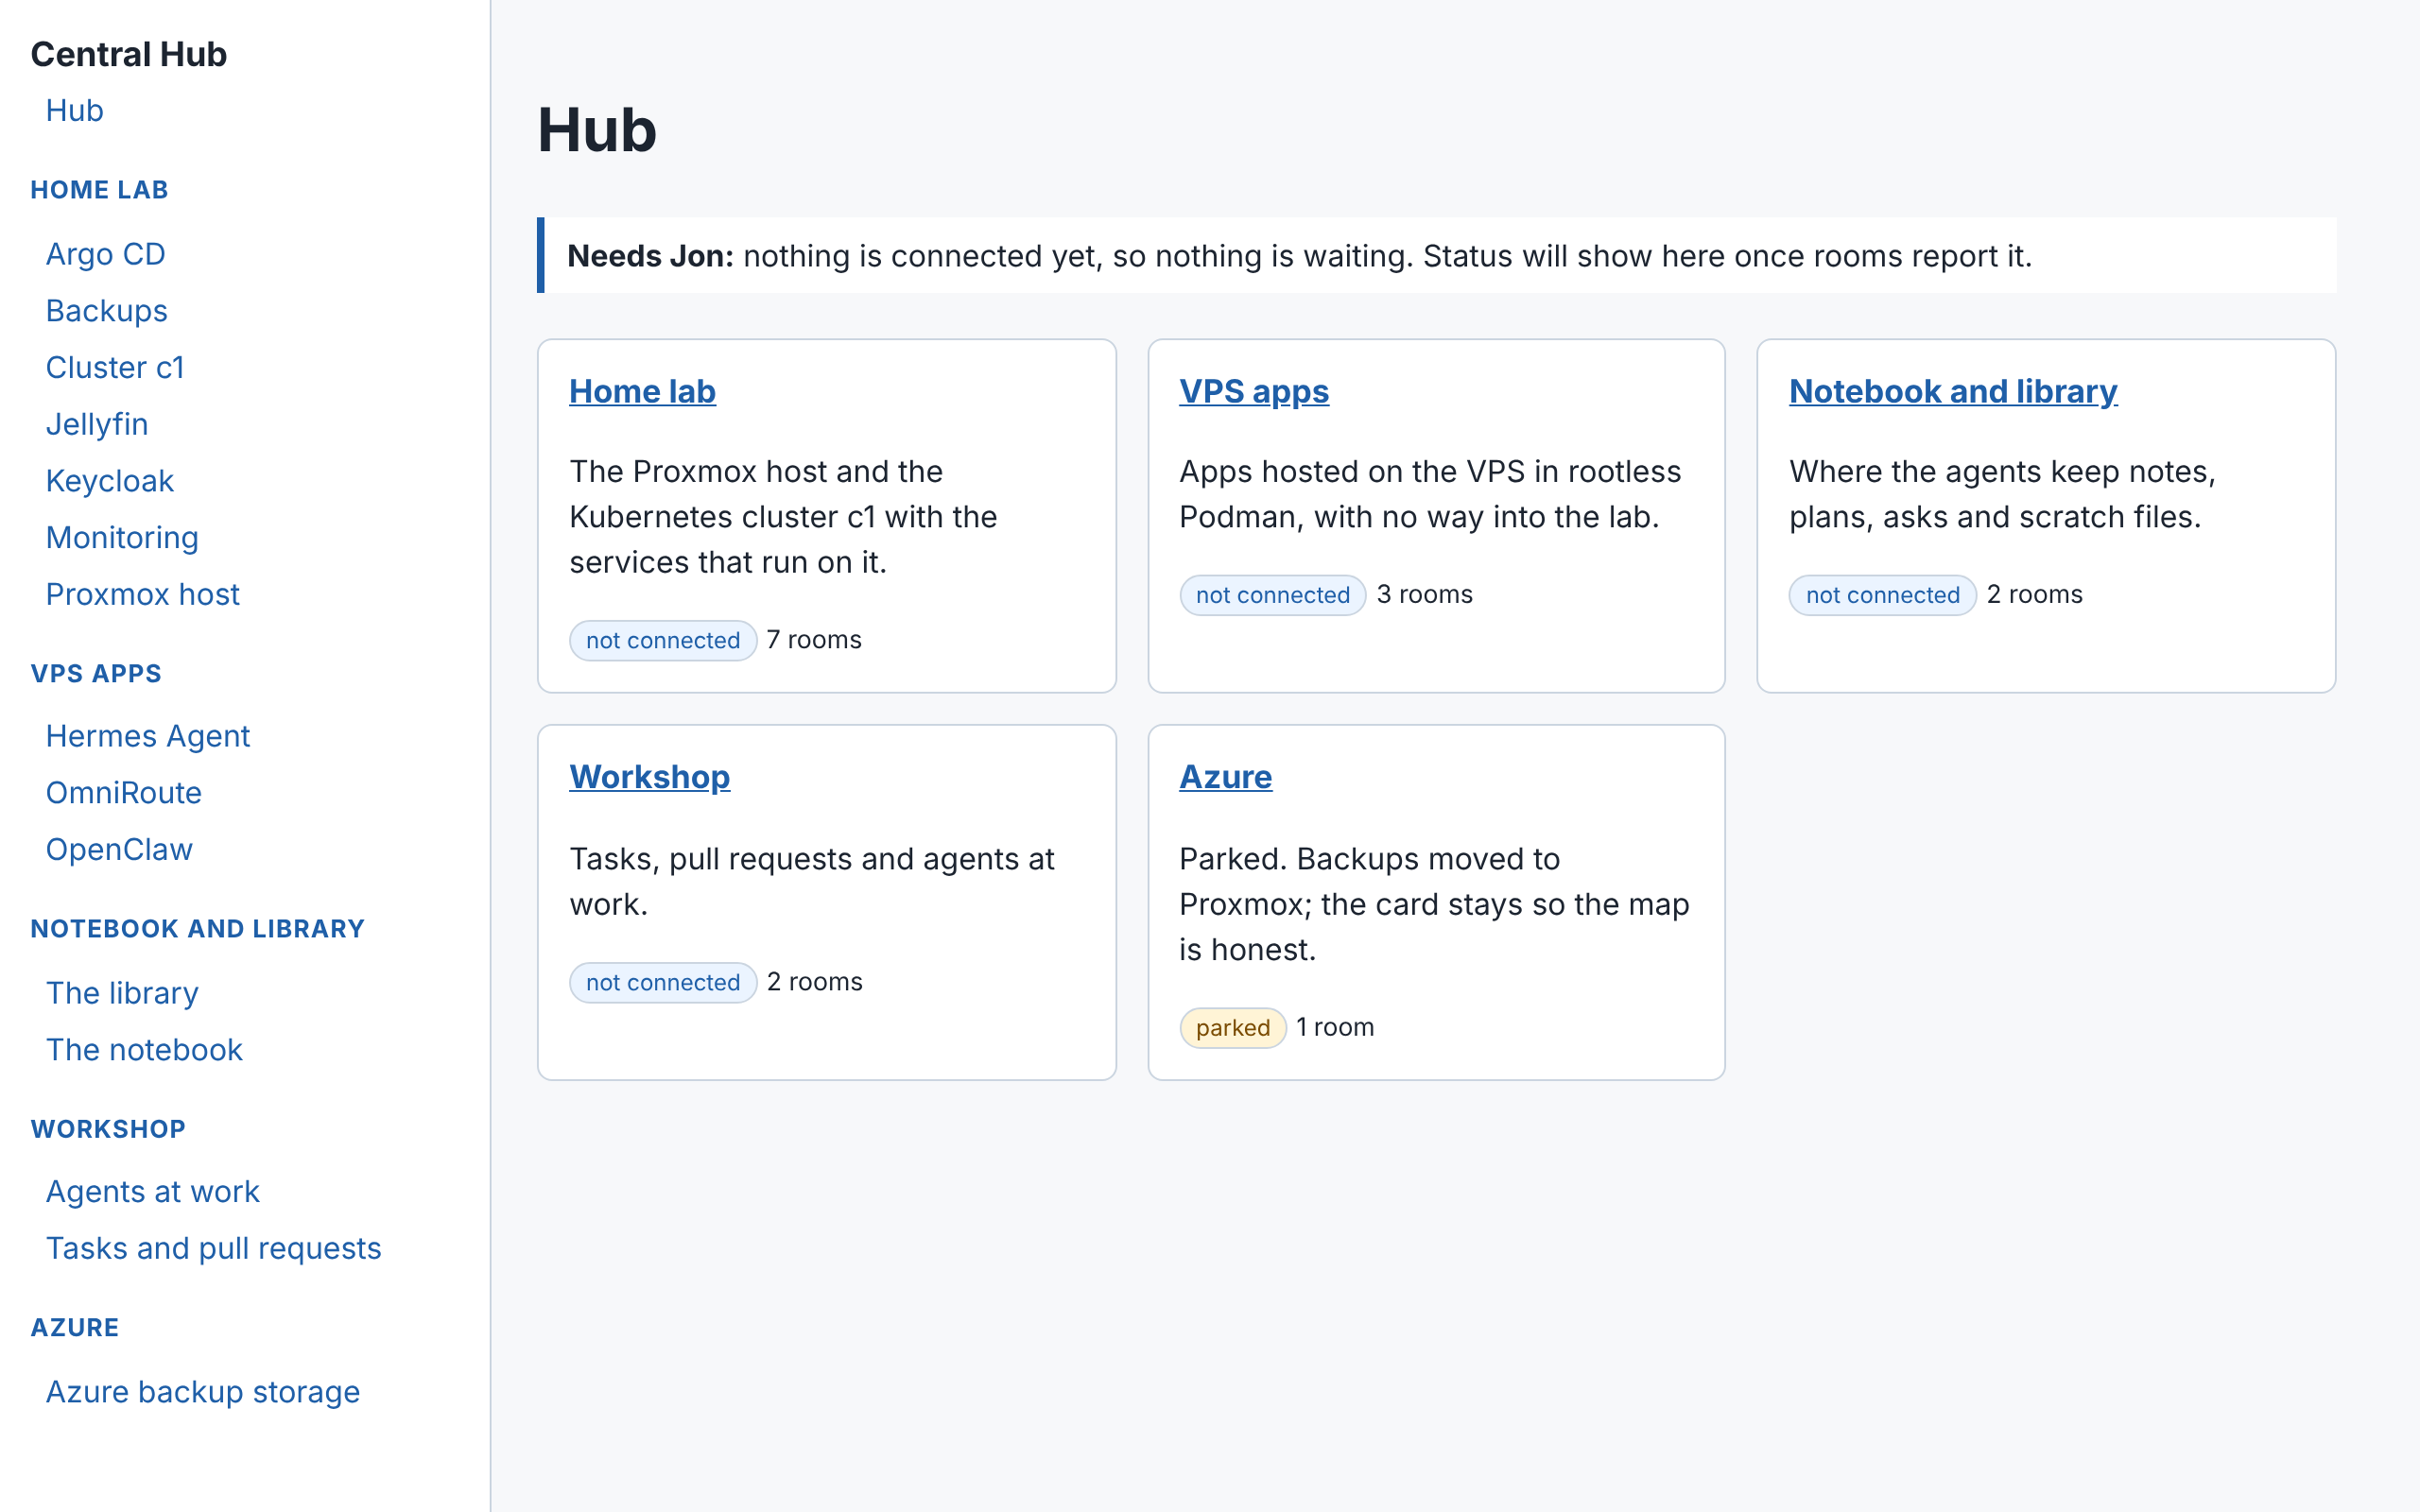 Central Hub
Hub
HOME LAB
Argo CD
Backups
Cluster c1
Jellyfin
Keycloak
Monitoring
Proxmox host
VPS APPS
Hermes Agent
OmniRoute
OpenClaw
NOTEBOOK AND LIBRARY
The library
The notebook
WORKSHOP
Agents at work
Tasks and pull requests
AZURE
Azure backup storage
Hub
Needs Jon: nothing is connected yet, so nothing is waiting. Status will show here once rooms report it.
Home lab
The Proxmox host and the
Kubernetes cluster c1 with the
services that run on it.
not connected 7 rooms
VPS apps
Apps hosted on the VPS in rootless
Podman, with no way into the lab.
not connected 3 rooms
Notebook and library
Where the agents keep notes,
plans, asks and scratch files.
not connected 2 rooms
Workshop
Tasks, pull requests and agents at
work.
not connected 2 rooms
Azure
Parked. Backups moved to
Proxmox; the card stays so the map
is honest.
parked 1 room